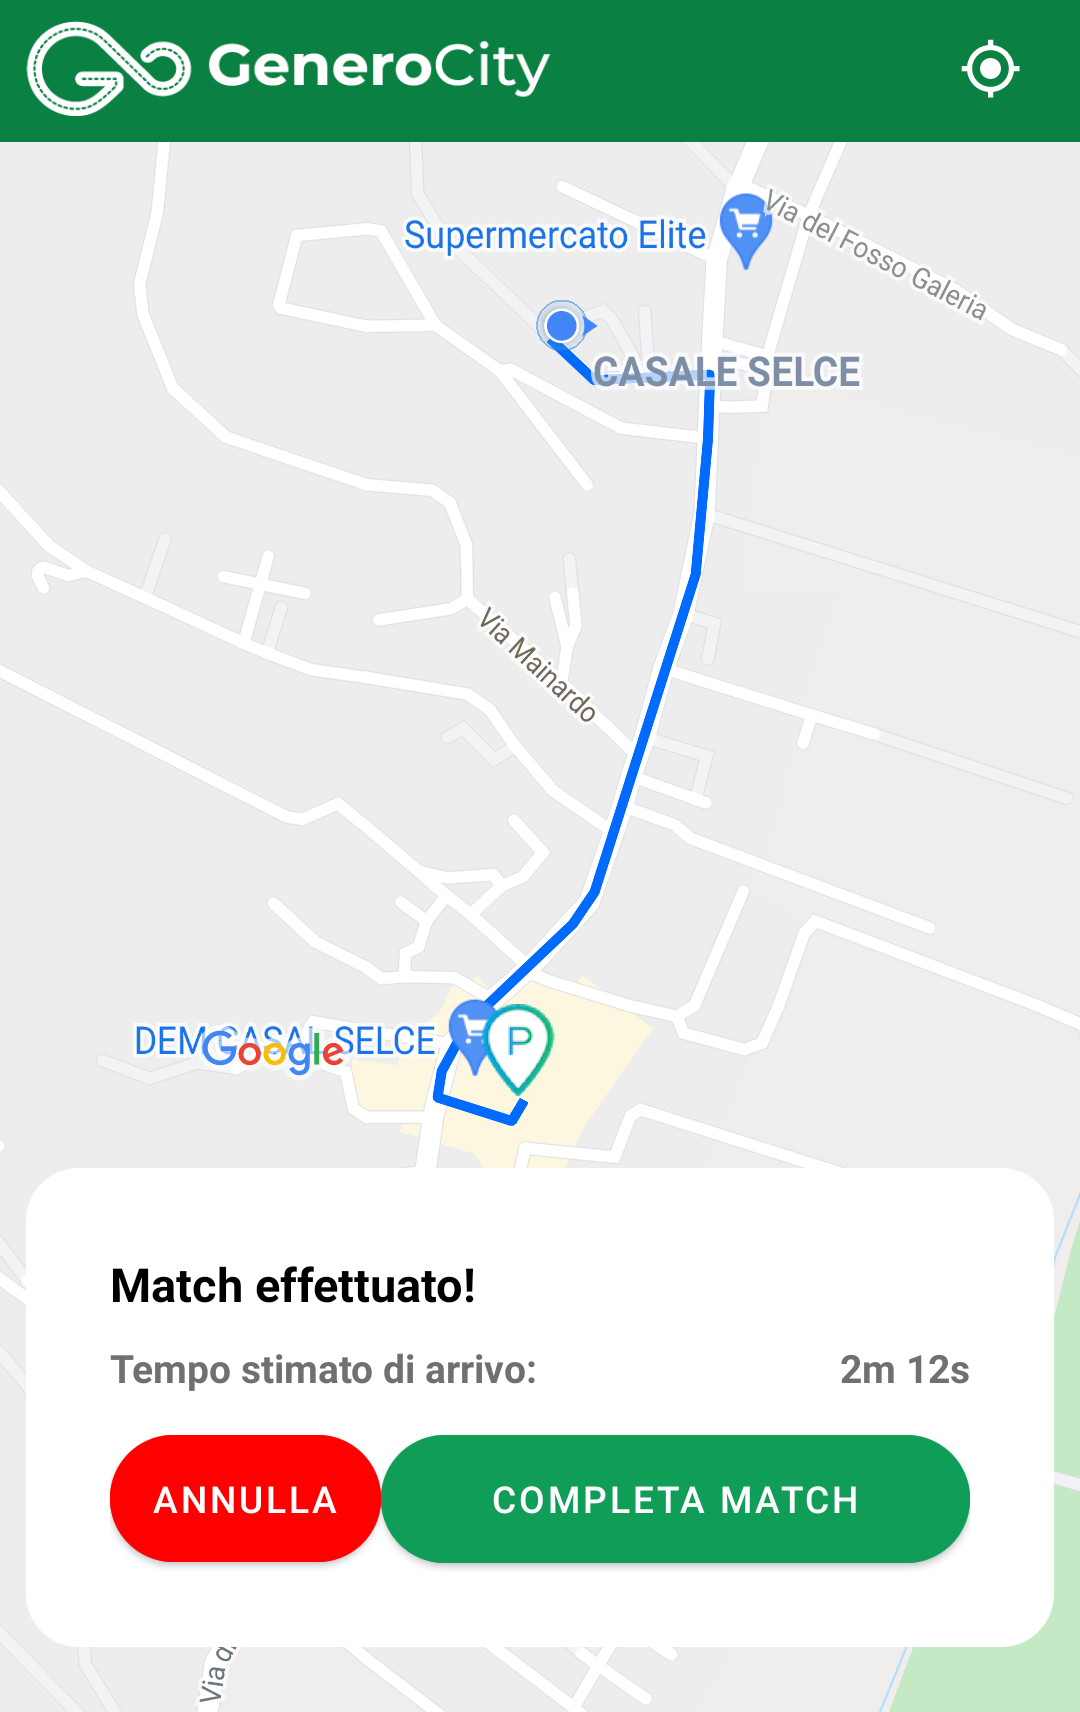 GeneroCity
Supermercato Elite
Via del Fosso Galeria
CASALE SELCE
Via Mainardo
DEM CASAL SELCE
Google
P
Match effettuato!
Tempo stimato di arrivo: 2m 12s
ANNULLA COMPLETA MATCH
Via